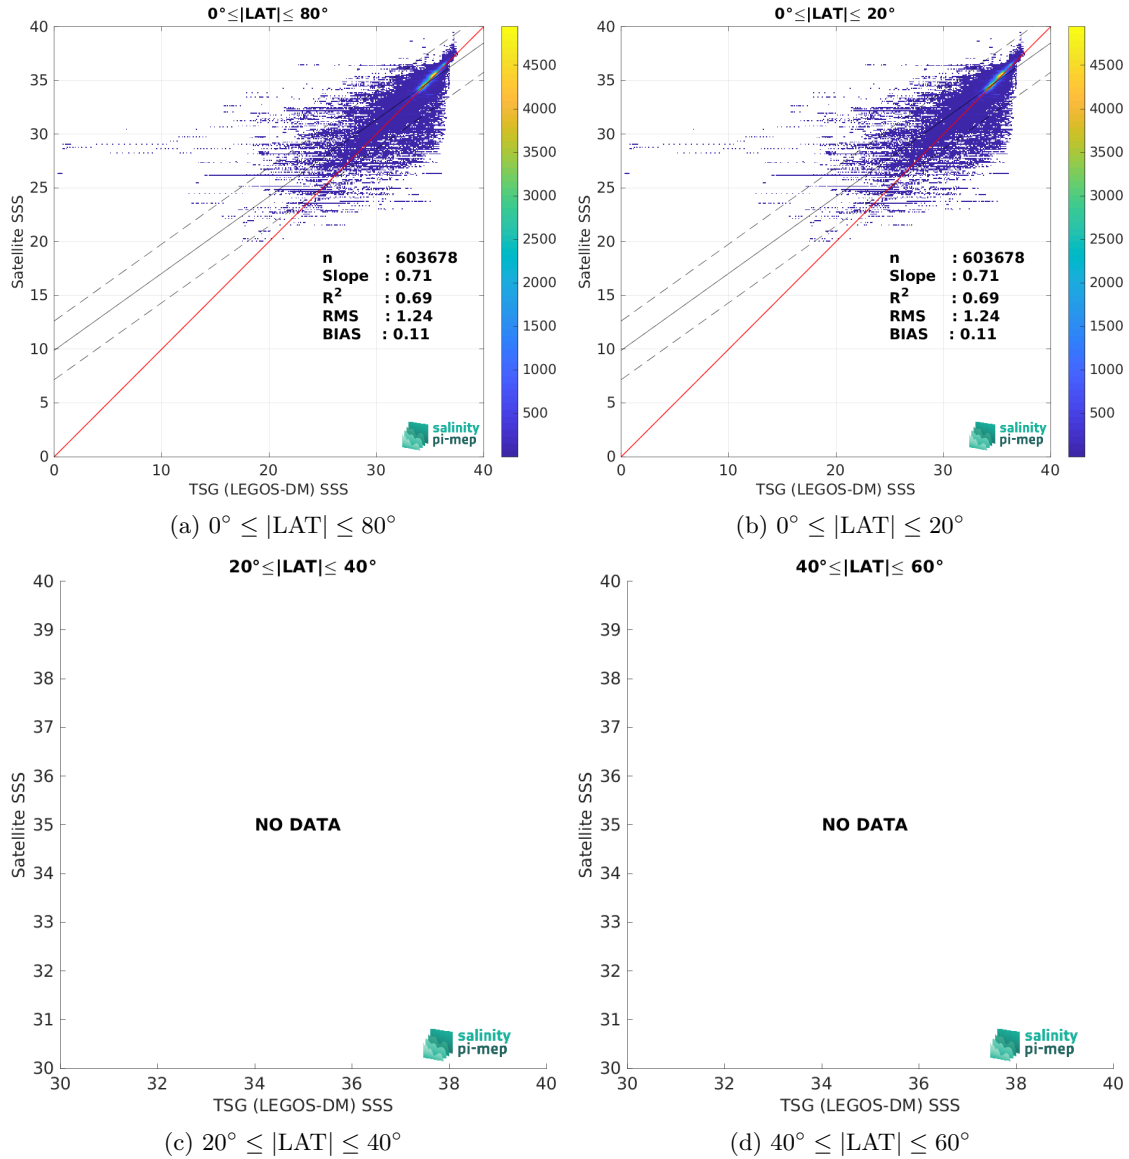 0°≤|LAT|≤ 80°
40
35
30
25
20
15
10
5
0
0
10
20
30
40
Satellite SSS
TSG (LEGOS-DM) SSS
n : 603678
Slope : 0.71
R² : 0.69
RMS : 1.24
BIAS : 0.11
4500
4000
3500
3000
2500
2000
1500
1000
500
salinity
pi-mep
(a) 0° ≤ |LAT| ≤ 80°
0°≤|LAT|≤ 20°
40
35
30
25
20
15
10
5
0
0
10
20
30
40
Satellite SSS
TSG (LEGOS-DM) SSS
n : 603678
Slope : 0.71
R² : 0.69
RMS : 1.24
BIAS : 0.11
4500
4000
3500
3000
2500
2000
1500
1000
500
salinity
pi-mep
(b) 0° ≤ |LAT| ≤ 20°
20°≤|LAT|≤ 40°
40
39
38
37
36
35
34
33
32
31
30
30
32
34
36
38
40
Satellite SSS
TSG (LEGOS-DM) SSS
NO DATA
salinity
pi-mep
(c) 20° ≤ |LAT| ≤ 40°
40°≤|LAT|≤ 60°
40
39
38
37
36
35
34
33
32
31
30
30
32
34
36
38
40
Satellite SSS
TSG (LEGOS-DM) SSS
NO DATA
salinity
pi-mep
(d) 40° ≤ |LAT| ≤ 60°